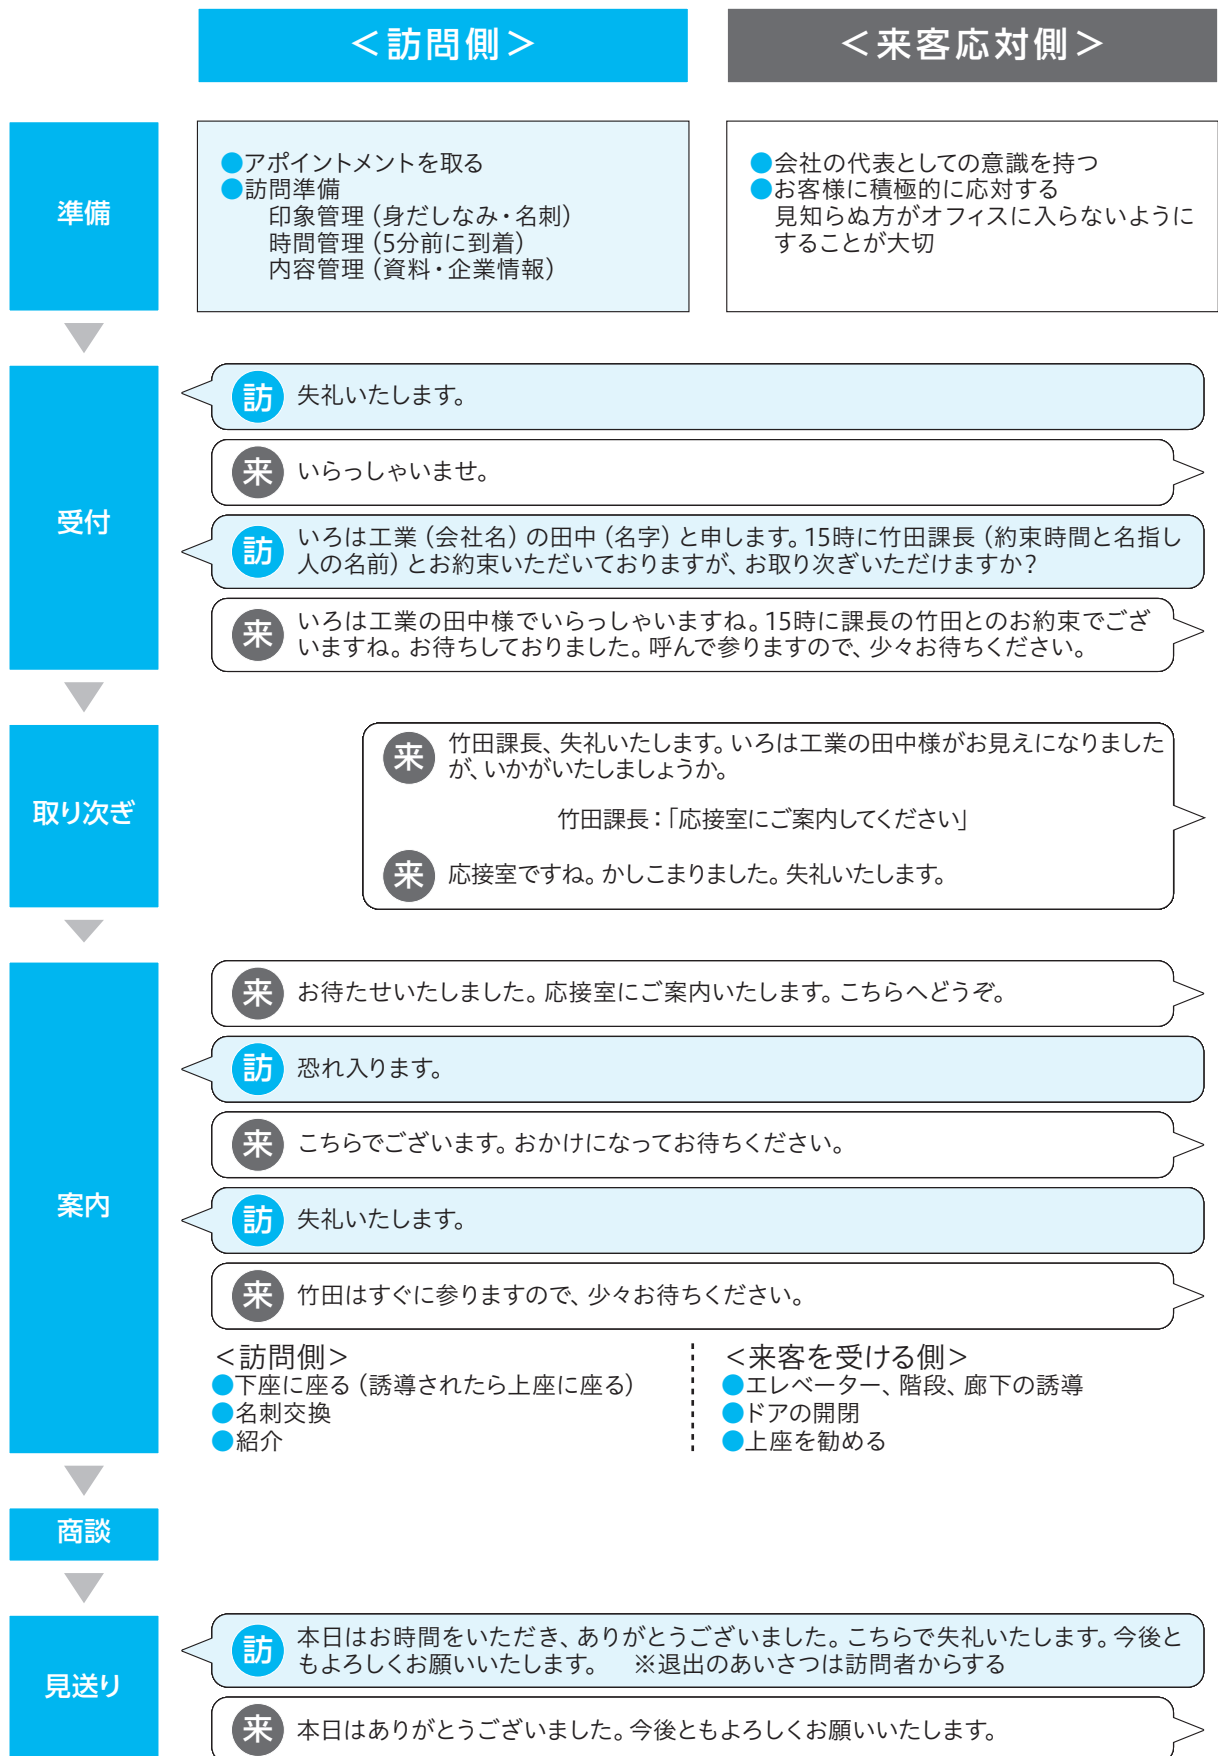 ＜訪問側＞
＜来客応対側＞
準備
●アポイントメントを取る
●訪問準備
印象管理（身だしなみ・名刺）
時間管理（5分前に到着）
内容管理（資料・企業情報）
●会社の代表としての意識を持つ
●お客様に積極的に応対する
見知らぬ方がオフィスに入らないように
することが大切
受付
訪 失礼いたします。
来 いらっしゃいませ。
訪 いろは工業（会社名）の田中（名字）と申します。15時に竹田課長（約束時間と名指し
人の名前）とお約束いただいておりますが、お取り次ぎいただけますか？
来 いろは工業の田中様でいらっしゃいますね。15時に課長の竹田とのお約束でござ
いますね。お待ちしておりました。呼んで参りますので、少々お待ちください。
取り次ぎ
来 竹田課長、失礼いたします。いろは工業の田中様がお見えになりました
が、いかがいたしましょうか。
竹田課長：「応接室にご案内してください」
来 応接室ですね。かしこまりました。失礼いたします。
案内
来 お待たせいたしました。応接室にご案内いたします。こちらへどうぞ。
訪 恐れ入ります。
来 こちらでございます。おかけになってお待ちください。
訪 失礼いたします。
来 竹田はすぐに参りますので、少々お待ちください。
＜訪問側＞
●下座に座る（誘導されたら上座に座る）
●名刺交換
●紹介
＜来客を受ける側＞
●エレベーター、階段、廊下の誘導
●ドアの開閉
●上座を勧める
商談
見送り
訪 本日はお時間をいただき、ありがとうございました。こちらで失礼いたします。今後と
もよろしくお願いいたします。　※退出のあいさつは訪問者からする
来 本日はありがとうございました。今後ともよろしくお願いいたします。